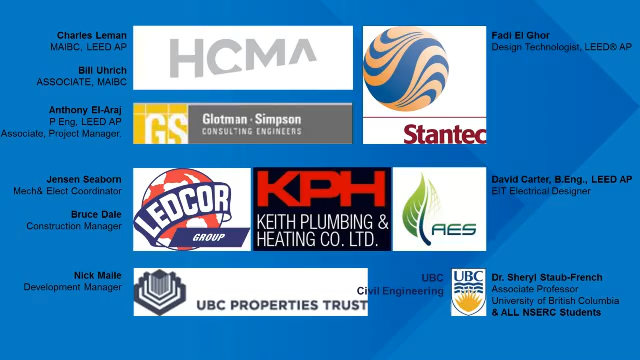 Charles Leman
MAIBC, LEED AP
Bill Uhrich
ASSOCIATE, MAIBC
HCMA
Fadi El Ghor
Design Technologist, LEED® AP
Anthony El-Araj
P Eng, LEED AP
Associate, Project Manager.
GS
Glotman · Simpson
CONSULTING ENGINEERS
Stantec
Jensen Seaborn
Mech& Elect Coordinator
Bruce Dale
Construction Manager
LEDCOR
GROUP
KPH
KEITH PLUMBING &
HEATING CO. LTD.
AES
David Carter, B.Eng., LEED AP
EIT Electrical Designer
Nick Maile
Development Manager
UBC PROPERTIES TRUST
UBC
Civil Engineering
UBC
Dr. Sheryl Staub-French
Associate Professor
University of British Columbia
& ALL NSERC Students